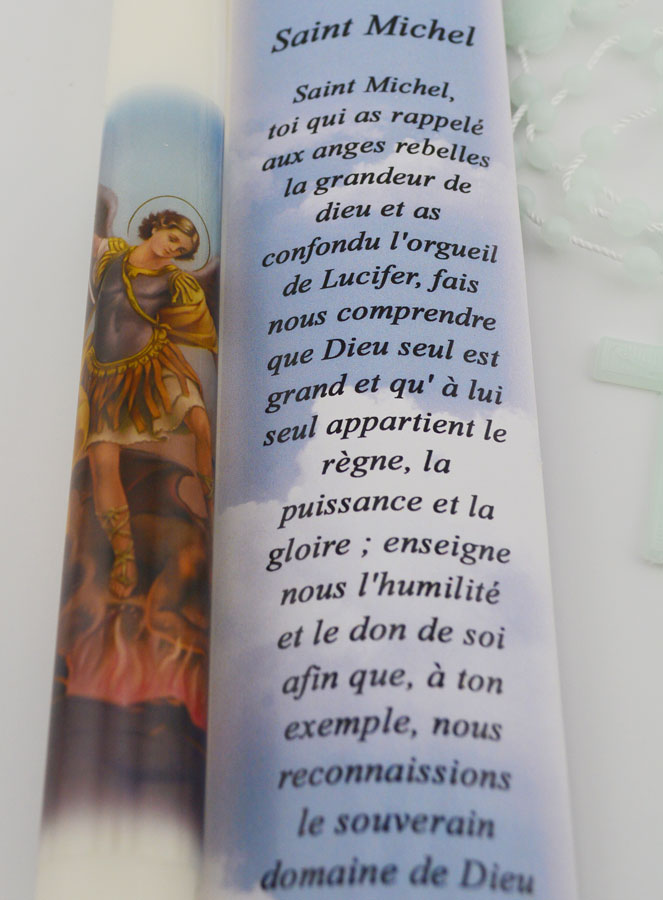 Saint Michel
Saint Michel,
toi qui as rappelé
aux anges rebelles
la grandeur de
dieu et as
confondu l'orgueil
de Lucifer, fais
nous comprendre
que Dieu seul est
grand et qu' à lui
seul appartient le
règne, la
puissance et la
gloire ; enseigne
nous l'humilité
et le don de soi
afin que, à ton
exemple, nous
reconnaissions
le souverain
domaine de Dieu